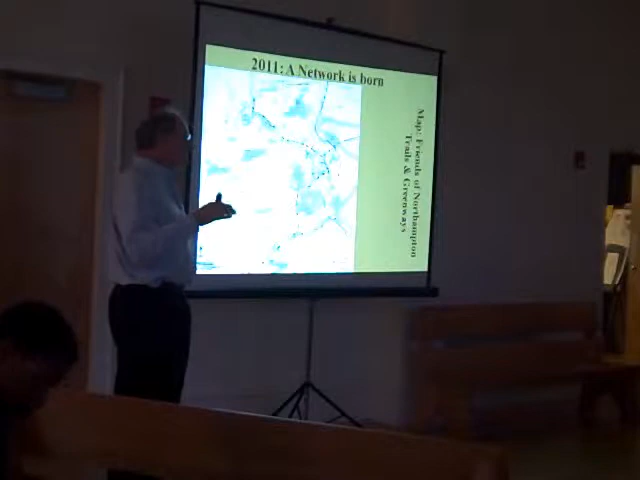 2011: A Network is born
Map: Friends of Northampton
Trails & Greenways